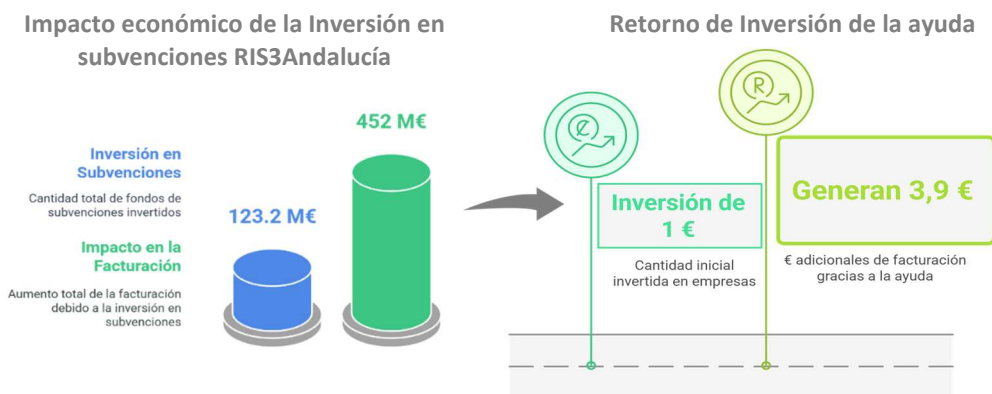 Impacto económico de la Inversión en
subvenciones RIS3Andalucía
Inversión en
Subvenciones
Cantidad total de fondos de
subvenciones invertidos
Impacto en la
Facturación
Aumento total de la facturación
debido a la inversión en
subvenciones
123.2 M€
452 M€
Retorno de Inversión de la ayuda
Inversión de
1 €
Cantidad inicial
invertida en empresas
R
Generan 3,9 €
€ adicionales de facturación
gracias a la ayuda